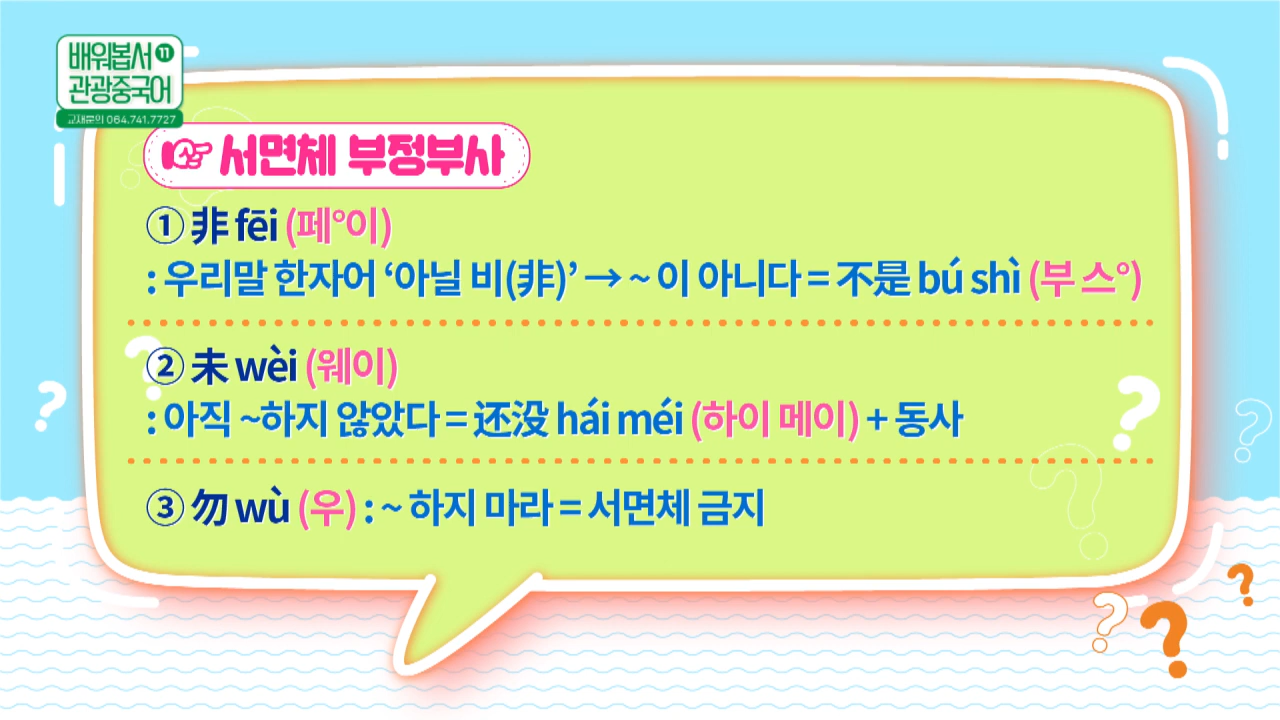 배워봅서 11
관광중국어
교재문의 064.741.7727
☞ 서면체 부정부사
① 非 fēi (페°이)
: 우리말 한자어 ‘아닐 비(非)’ → ~ 이 아니다 = 不是 bú shì (부 스°)
② 未 wèi (웨이)
: 아직 ~하지 않았다 = 还没 hái méi (하이 메이) + 동사
③ 勿 wù (우) : ~ 하지 마라 = 서면체 금지